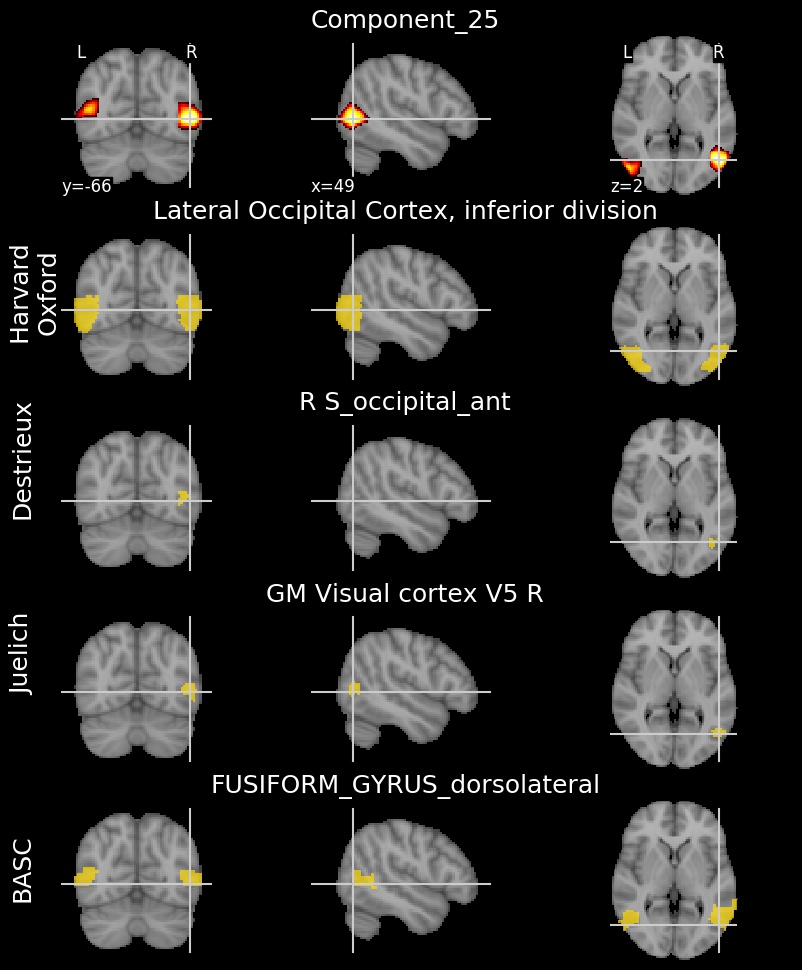 Component_25
L R
L R
y=-66
x=49
z=2
Lateral Occipital Cortex, inferior division
Harvard
Oxford
R S_occipital_ant
Destrieux
GM Visual cortex V5 R
Juelich
FUSIFORM_GYRUS_dorsolateral
BASC